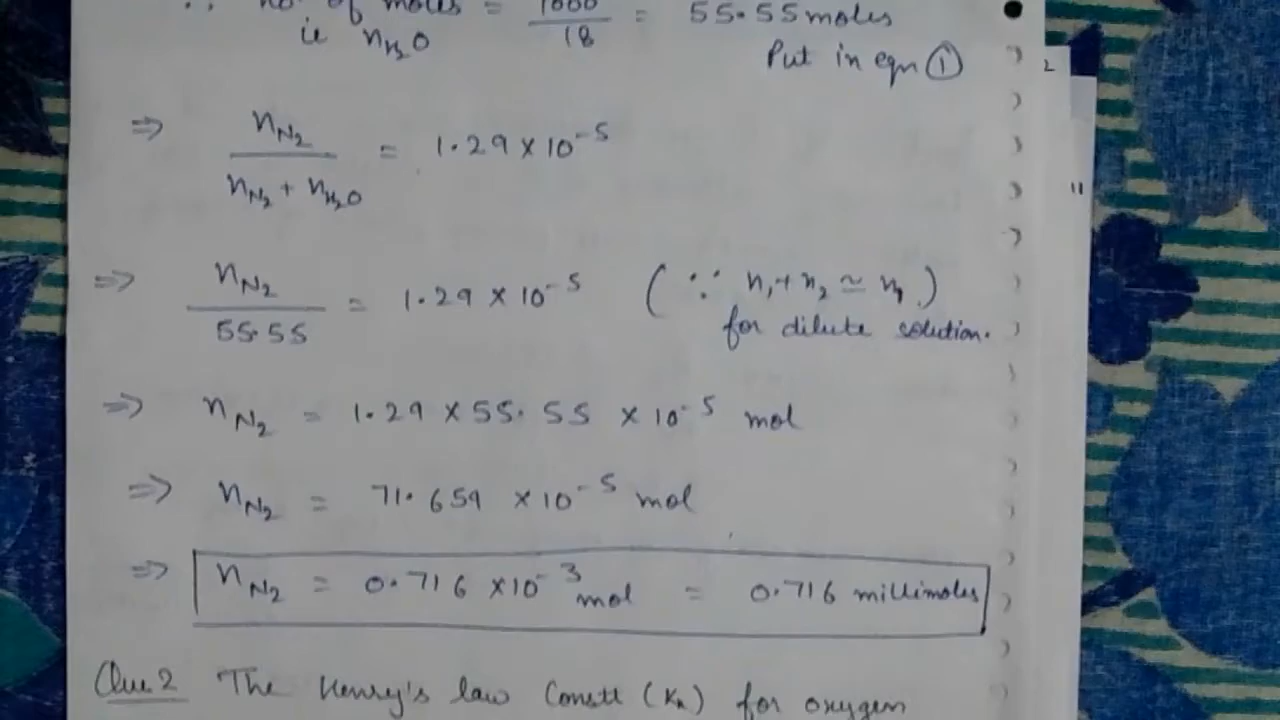 ∴ no. of moles = 1000/18 = 55.55 moles
ie nH₂O
Put in eqn ①
2
⇒ nN₂ / (nN₂ + nH₂O) = 1.29 × 10⁻⁵
11
⇒ nN₂ / 55.55 = 1.29 × 10⁻⁵ (∵ n₁ + n₂ ≃ n₁)
for dilute solution.
⇒ nN₂ = 1.29 × 55.55 × 10⁻⁵ mol
⇒ nN₂ = 71.659 × 10⁻⁵ mol
⇒ nN₂ = 0.716 × 10⁻³ mol = 0.716 millimoles
Que 2 The Henry's law Constt (Kₕ) for oxygen